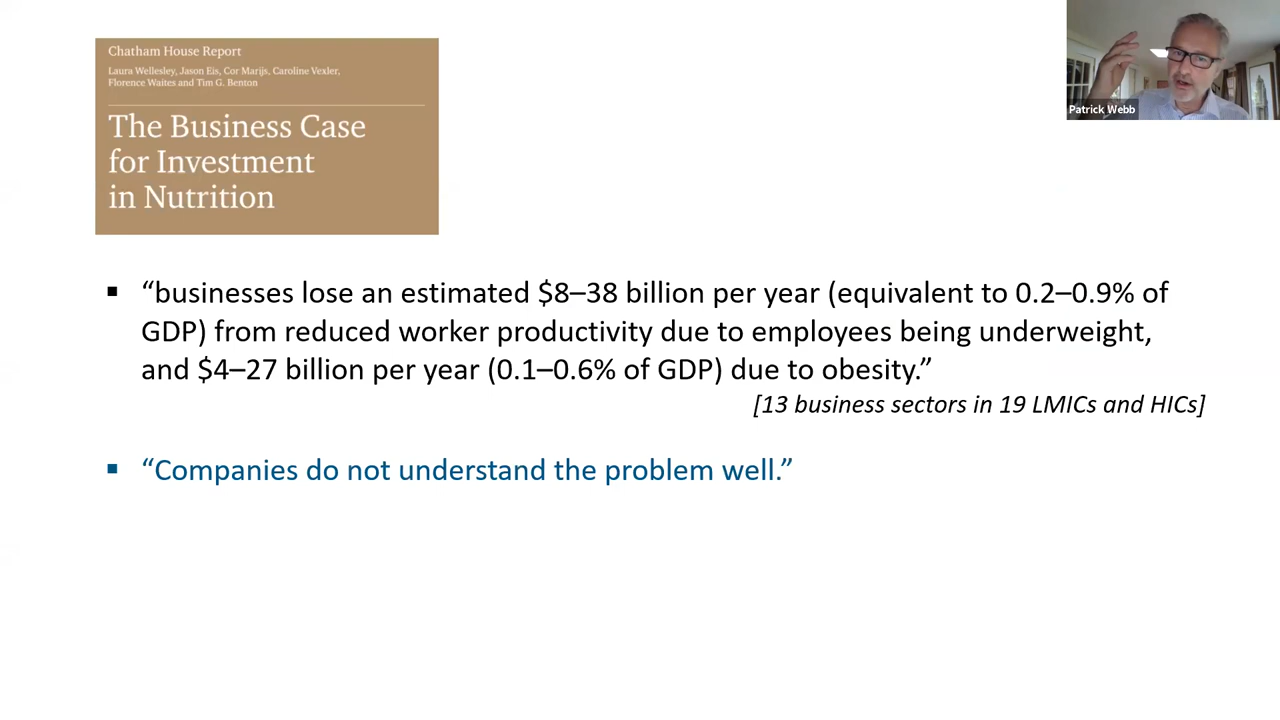 Chatham House Report
Laura Wellesley, Jason Eis, Cor Marijs, Caroline Vexler,
Florence Waites and Tim G. Benton
The Business Case
for Investment
in Nutrition
Patrick Webb
▪ “businesses lose an estimated $8–38 billion per year (equivalent to 0.2–0.9% of
GDP) from reduced worker productivity due to employees being underweight,
and $4–27 billion per year (0.1–0.6% of GDP) due to obesity.”
[13 business sectors in 19 LMICs and HICs]
▪ “Companies do not understand the problem well.”